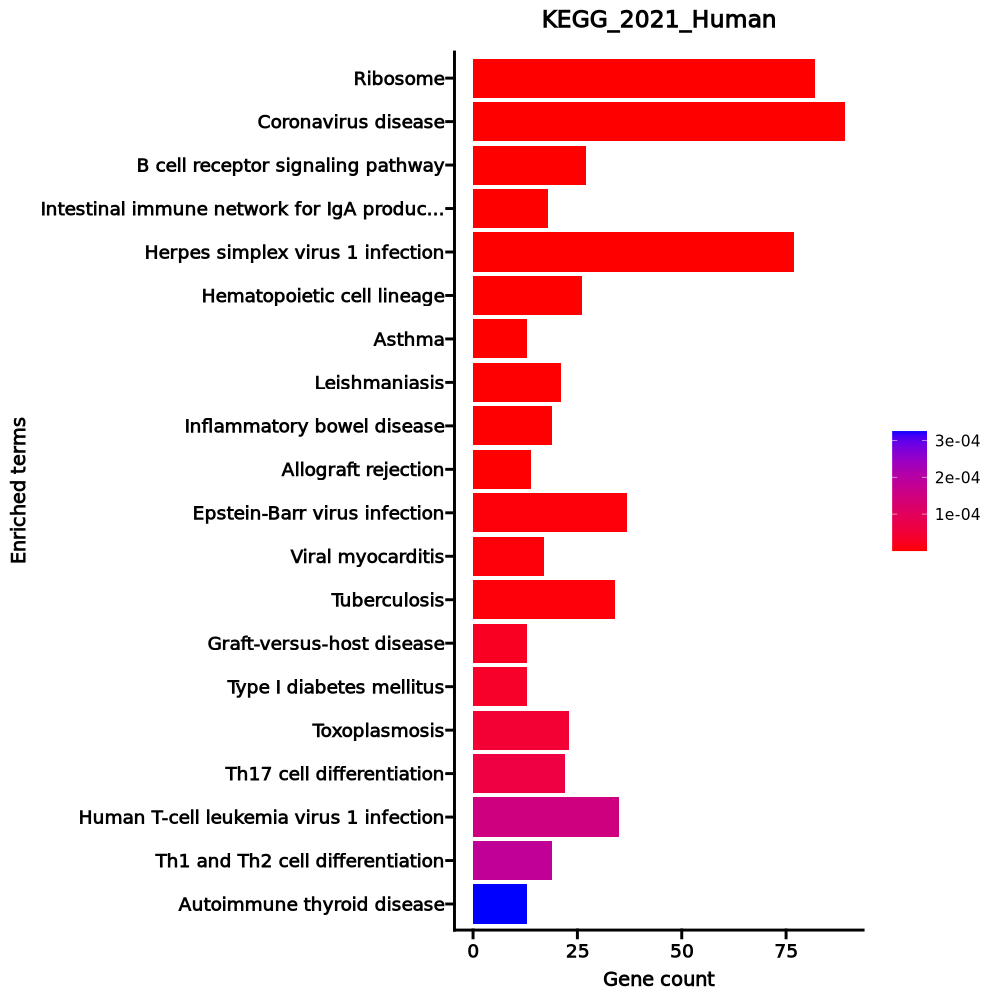 KEGG_2021_Human
Ribosome
Coronavirus disease
B cell receptor signaling pathway
Intestinal immune network for IgA produc...
Herpes simplex virus 1 infection
Hematopoietic cell lineage
Asthma
Leishmaniasis
Inflammatory bowel disease
Allograft rejection
Epstein-Barr virus infection
Viral myocarditis
Tuberculosis
Graft-versus-host disease
Type I diabetes mellitus
Toxoplasmosis
Th17 cell differentiation
Human T-cell leukemia virus 1 infection
Th1 and Th2 cell differentiation
Autoimmune thyroid disease
Enriched terms
0 25 50 75
Gene count
3e-04
2e-04
1e-04